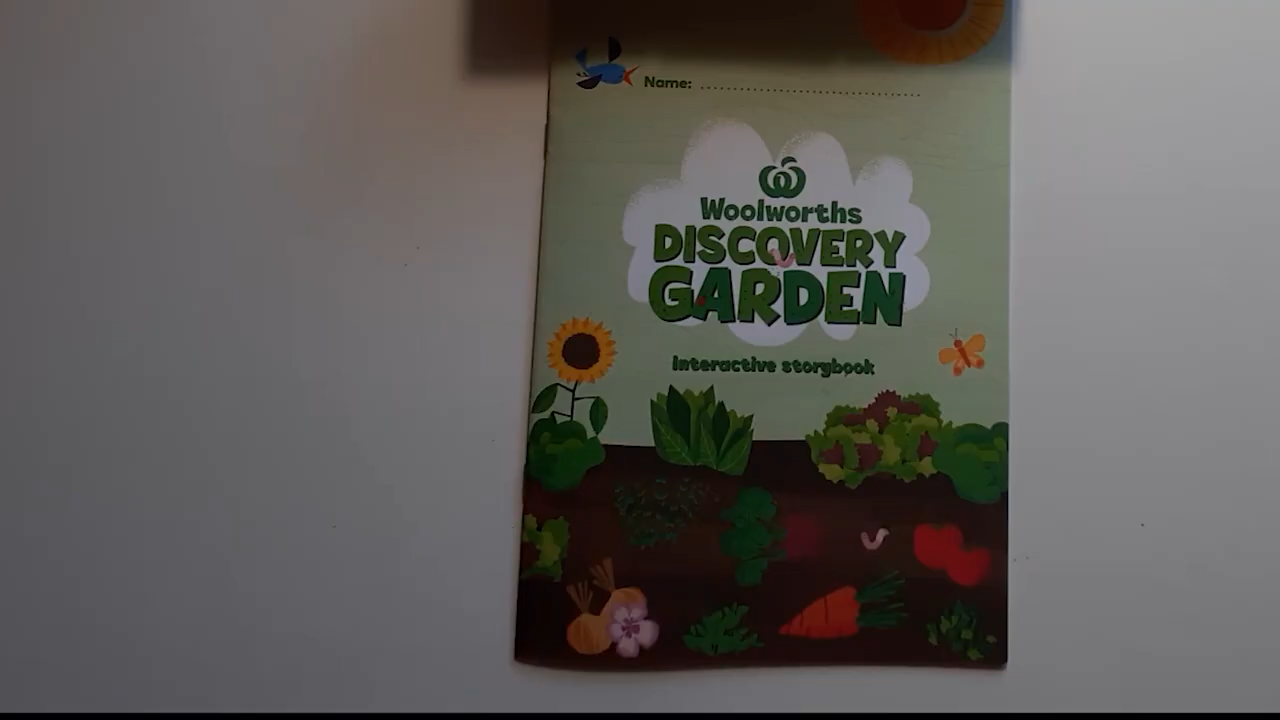 Name: ........................................
Woolworths
DISCOVERY
GARDEN
Interactive storybook